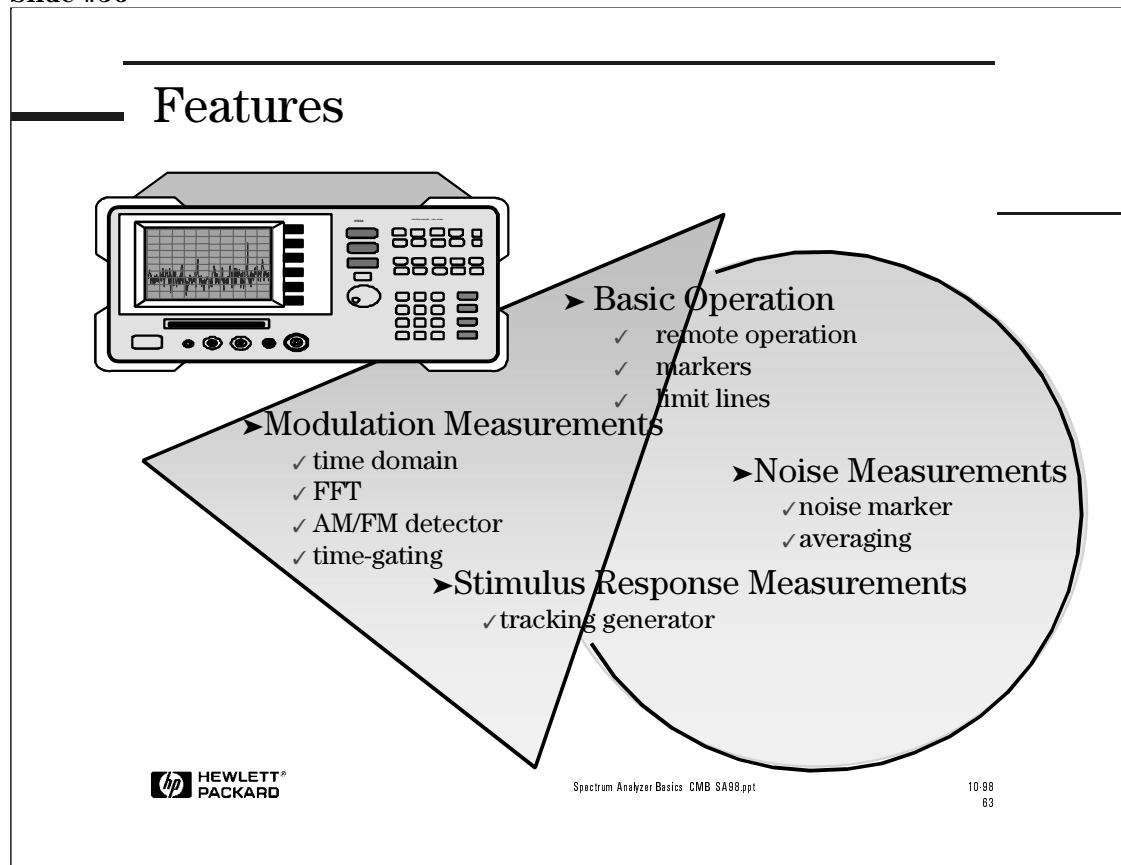 Features
➤ Basic Operation
✓ remote operation
✓ markers
✓ limit lines
➤Modulation Measurements
✓ time domain
✓ FFT
✓ AM/FM detector
✓ time-gating
➤Noise Measurements
✓noise marker
✓averaging
➤Stimulus Response Measurements
✓tracking generator
hp HEWLETT®
PACKARD
Spectrum Analyzer Basics CMB SA98.ppt
10-98
63